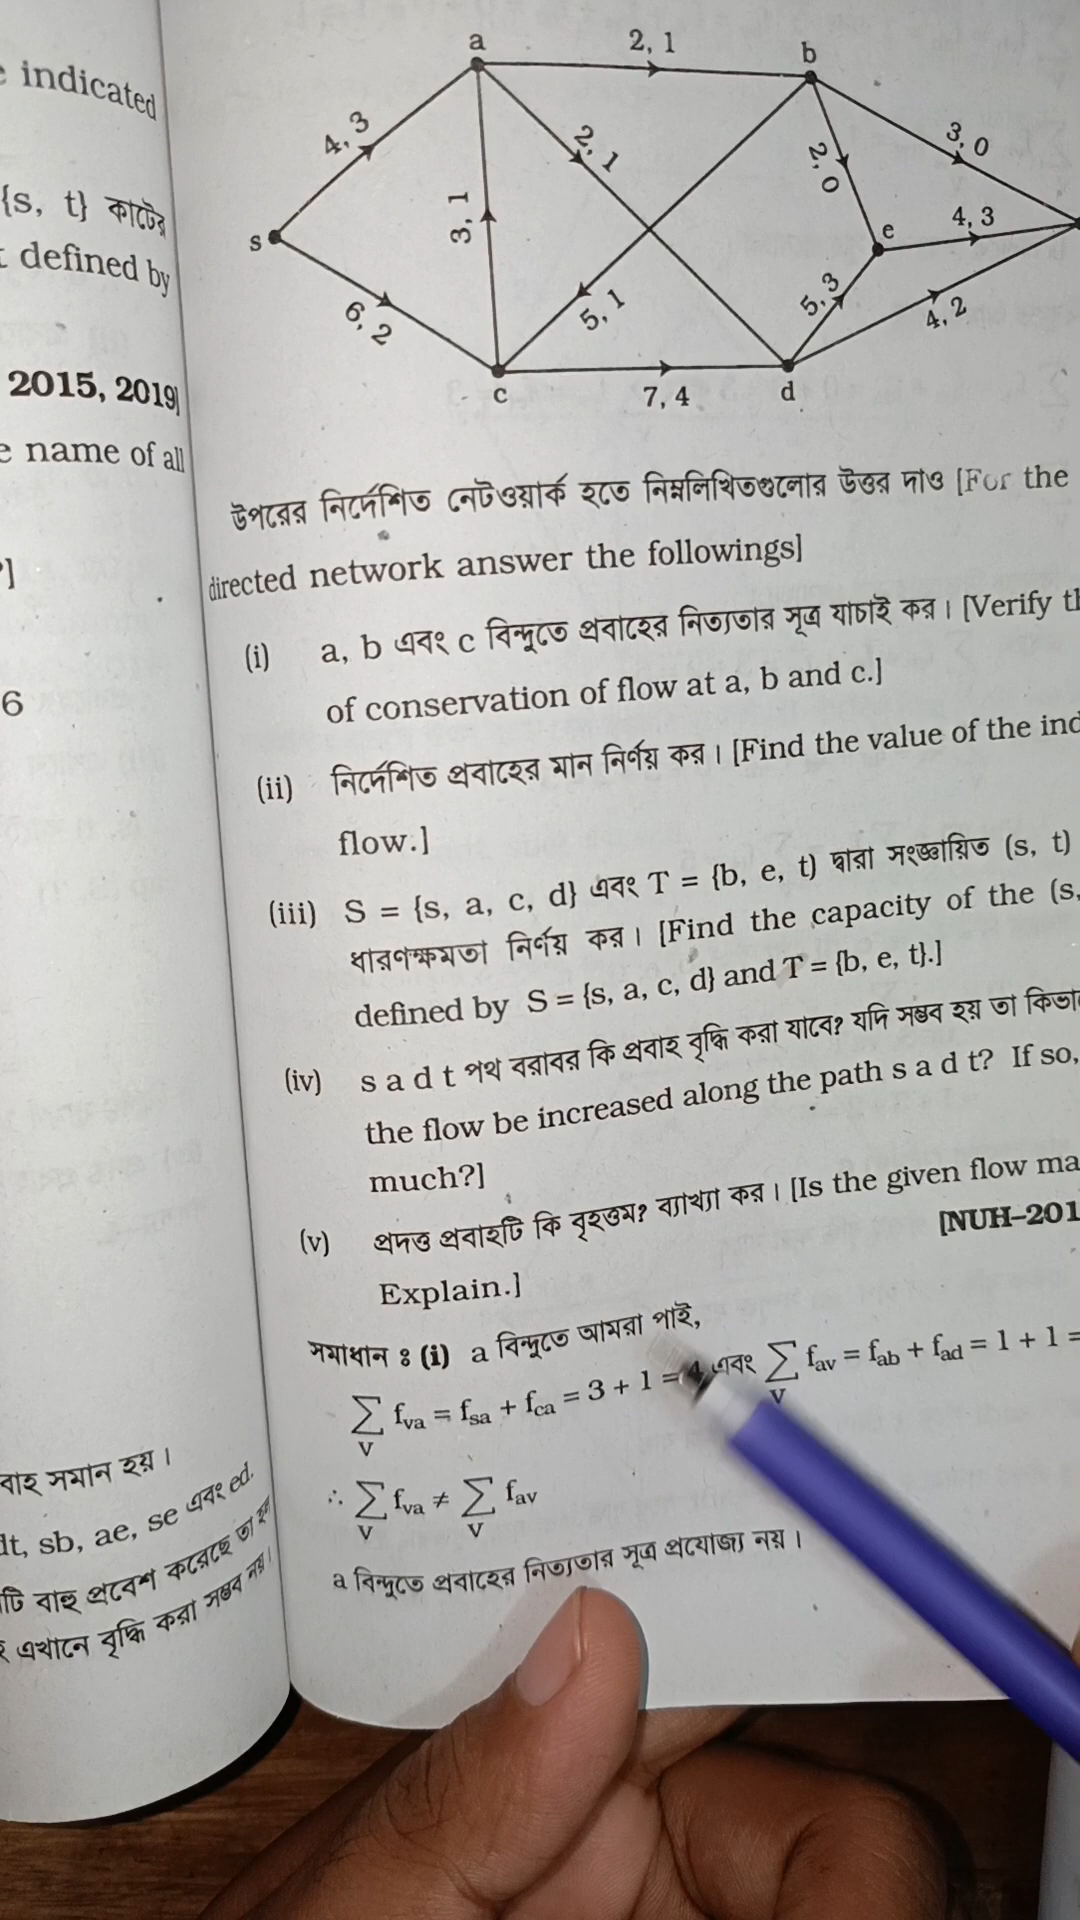 indicated
{s, t} কাটের
defined by
2015, 2019]
name of all
?]
6
বাহ সমান হয়।
dt, sb, ae, se এবং ed.
টি বাহু প্রবেশ করেছে তা
এখানে বৃদ্ধি করা সম্ভব নয়।
a
2, 1
b
4, 3
2, 1
3, 0
2, 0
3, 1
s
e
4, 3
6, 2
5, 1
5, 3
4, 2
c
7, 4
d
উপরের নির্দেশিত নেটওয়ার্ক হতে নিম্নলিখিতগুলোর উত্তর দাও [For the
directed network answer the followings]
(i) a, b এবং c বিন্দুতে প্রবাহের নিত্যতার সূত্র যাচাই কর। [Verify
of conservation of flow at a, b and c.]
(ii) নির্দেশিত প্রবাহের মান নির্ণয় কর। [Find the value of the
flow.]
(iii) S = {s, a, c, d} এবং T = {b, e, t) দ্বারা সংজ্ঞায়িত (s, t)
ধারণক্ষমতা নির্ণয় কর। [Find the capacity of the (s,
defined by S = {s, a, c, d} and T = {b, e, t}.]
(iv) s a d t পথ বরাবর কি প্রবাহ বৃদ্ধি করা যাবে? যদি সম্ভব হয় তা
the flow be increased along the path s a d t? If so,
much?]
(v) প্রদত্ত প্রবাহটি কি বৃহত্তম? ব্যাখ্যা কর। [Is the given flow
[NUH–201
Explain.]
সমাধান : (i) a বিন্দুতে আমরা পাই,
∑ᵥ f_va = f_sa + f_ca = 3 + 1 = 4 এবং ∑ᵥ f_av = f_ab + f_ad = 1 + 1 =
∴ ∑ᵥ f_va ≠ ∑ᵥ f_av
a বিন্দুতে প্রবাহের নিত্যতার সূত্র প্রযোজ্য নয়।